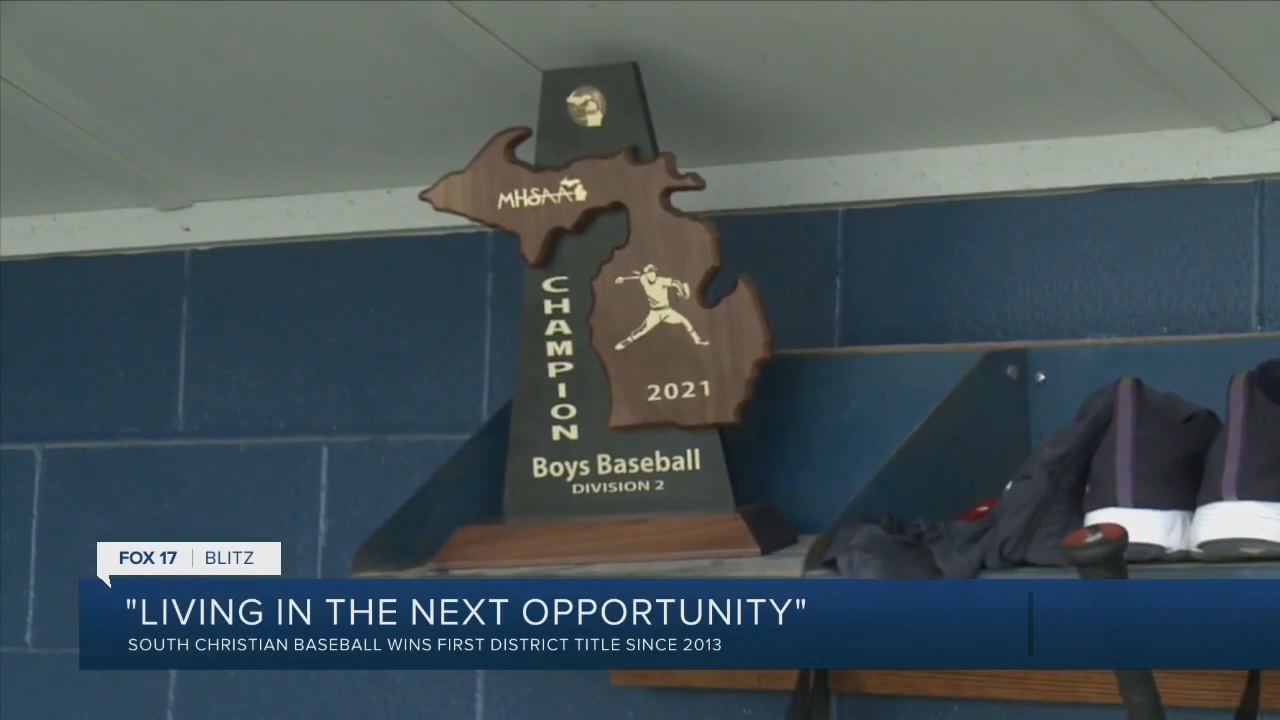 MHSAA
CHAMPION
2021
Boys Baseball
DIVISION 2
FOX 17 | BLITZ
"LIVING IN THE NEXT OPPORTUNITY"
SOUTH CHRISTIAN BASEBALL WINS FIRST DISTRICT TITLE SINCE 2013